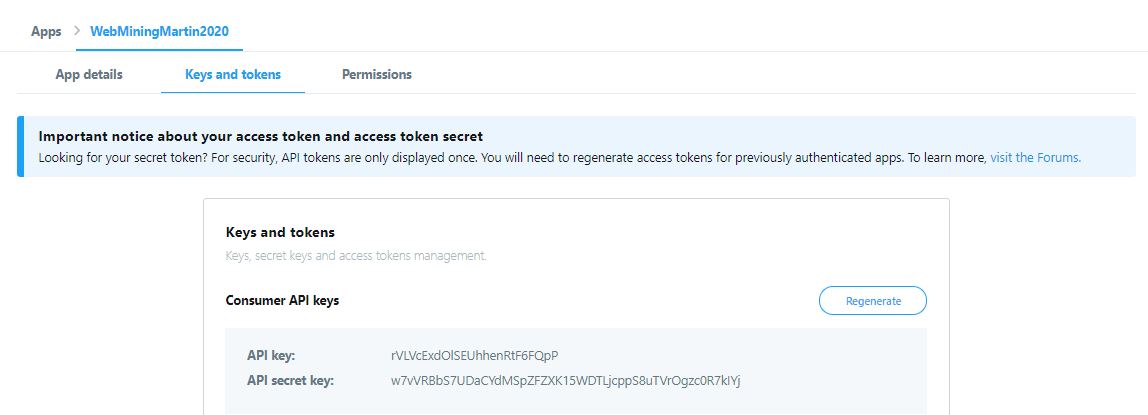 Apps > WebMiningMartin2020
App details Keys and tokens Permissions
Important notice about your access token and access token secret
Looking for your secret token? For security, API tokens are only displayed once. You will need to regenerate access tokens for previously authenticated apps. To learn more, visit the Forums.
Keys and tokens
Keys, secret keys and access tokens management.
Consumer API keys Regenerate
API key:
API secret key: